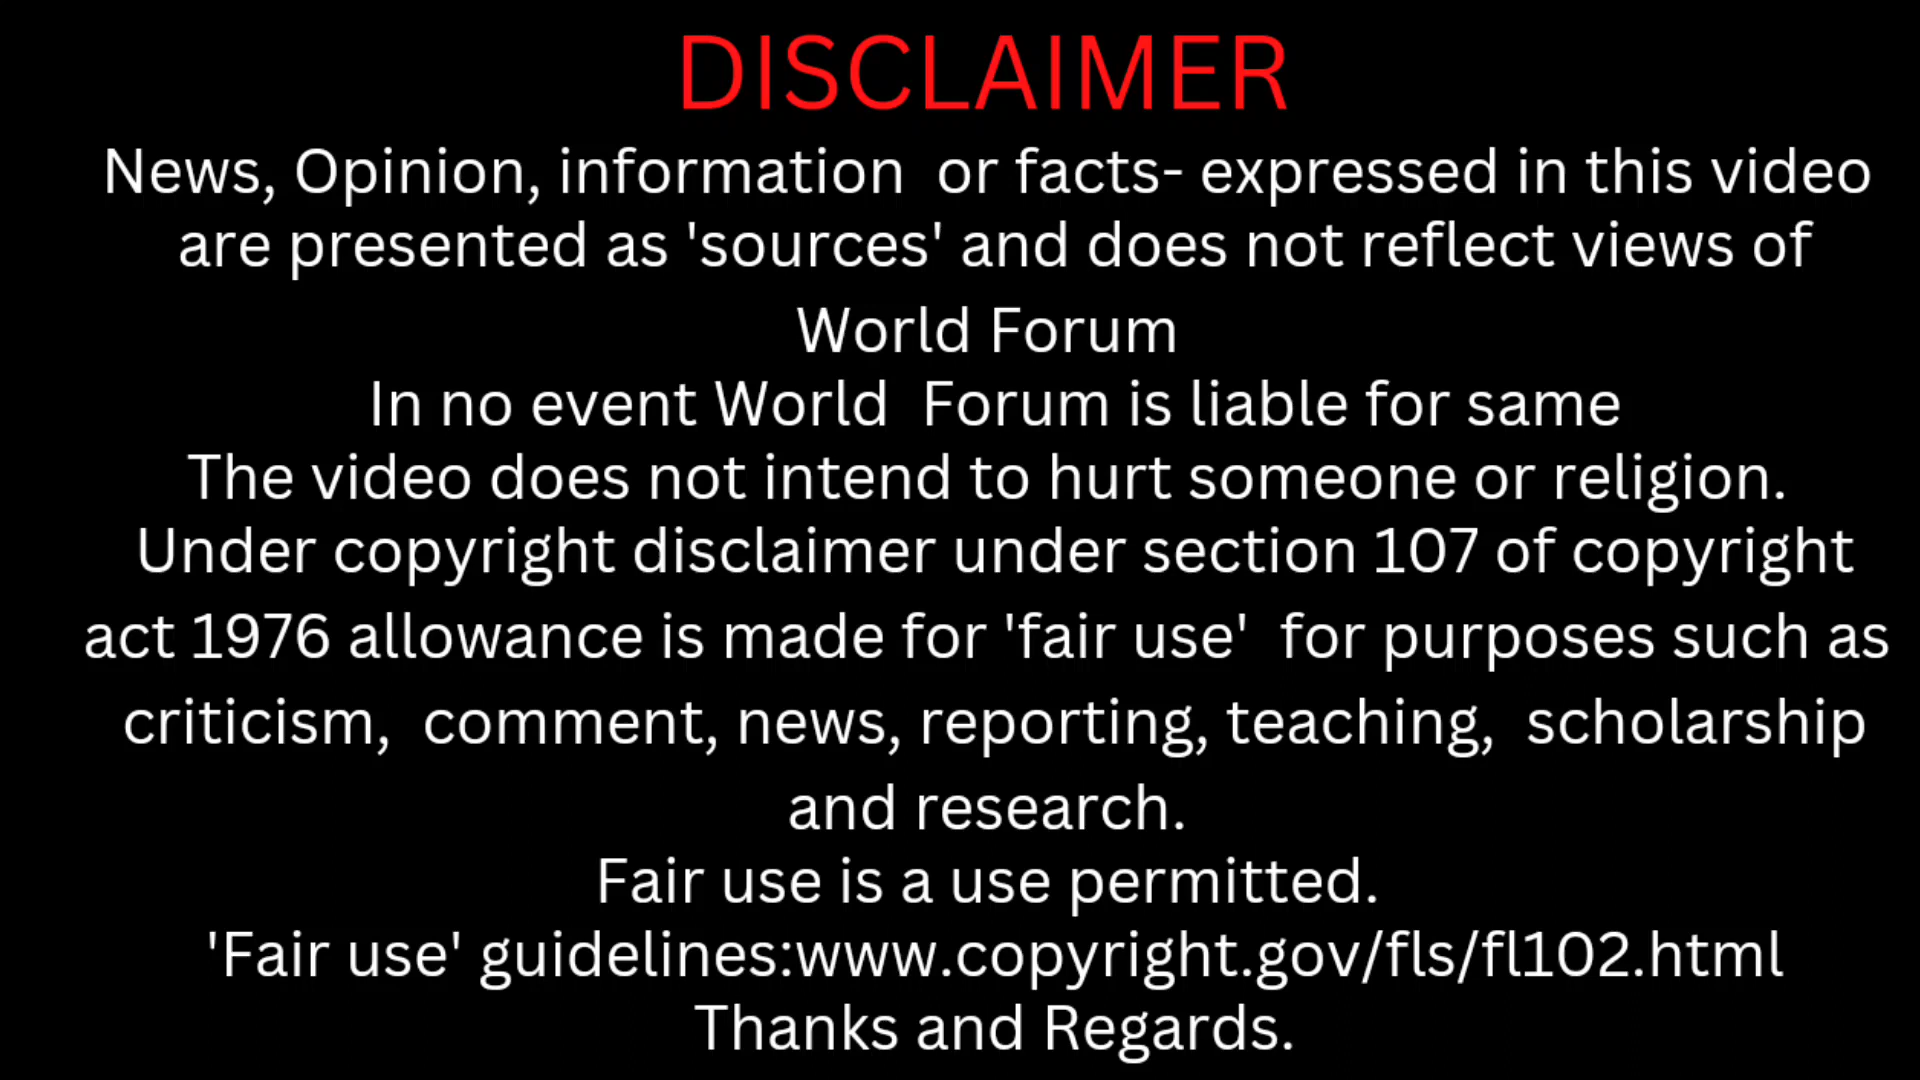 DISCLAIMER
News, Opinion, information  or facts- expressed in this video
are presented as 'sources' and does not reflect views of
World Forum
In no event World  Forum is liable for same
The video does not intend to hurt someone or religion.
Under copyright disclaimer under section 107 of copyright
act 1976 allowance is made for 'fair use'  for purposes such as
criticism,  comment, news, reporting, teaching,  scholarship
and research.
Fair use is a use permitted.
'Fair use' guidelines:www.copyright.gov/fls/fl102.html
Thanks and Regards.